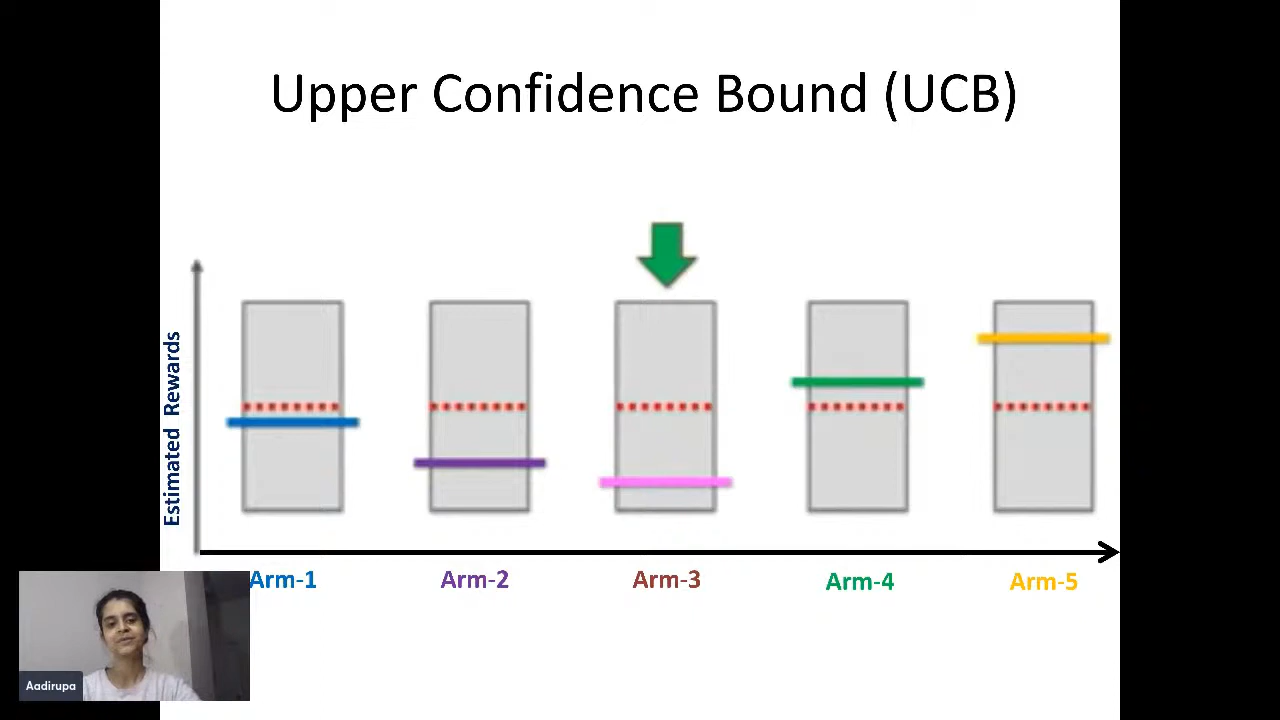 Upper Confidence Bound (UCB)
Estimated Rewards
Arm-1
Arm-2
Arm-3
Arm-4
Arm-5
Aadirupa